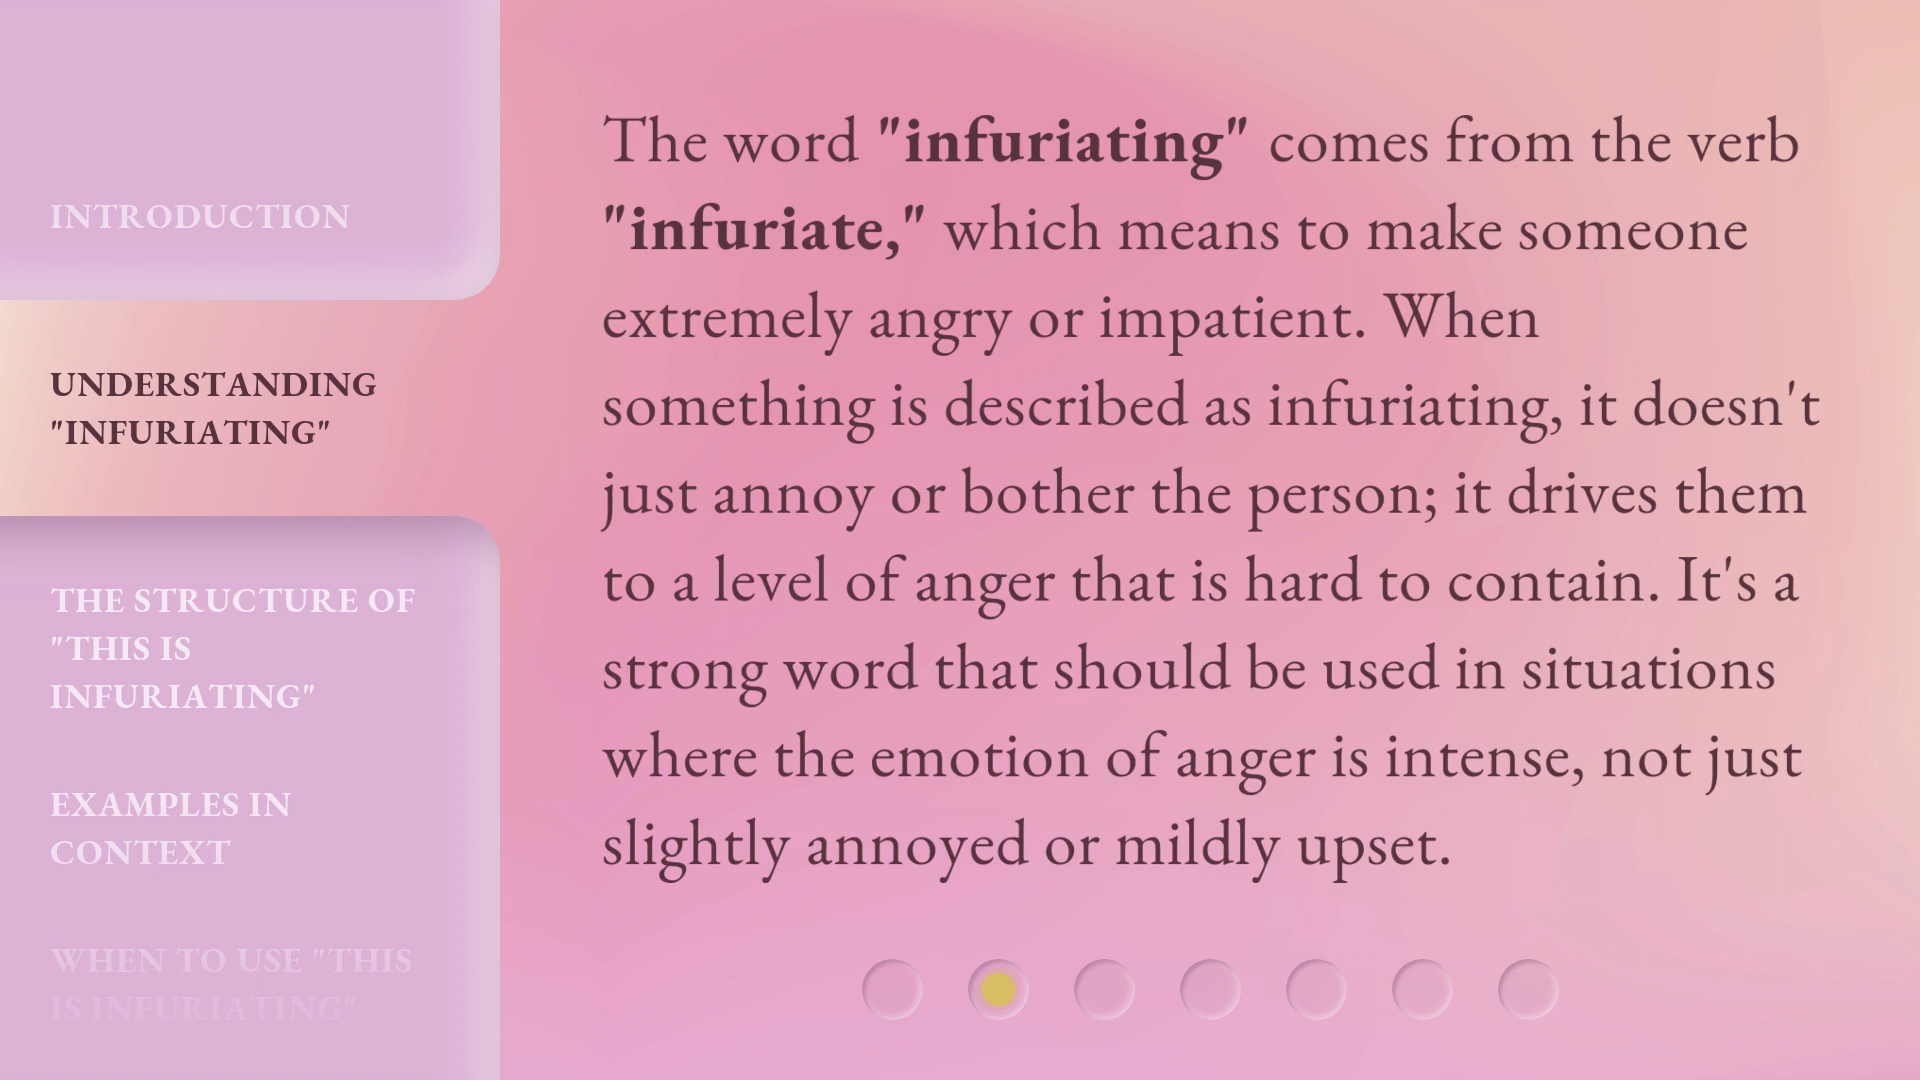 INTRODUCTION
UNDERSTANDING
"INFURIATING"
THE STRUCTURE OF
"THIS IS
INFURIATING"
EXAMPLES IN
CONTEXT
WHEN TO USE "THIS
IS INFURIATING"
The word "infuriating" comes from the verb
"infuriate," which means to make someone
extremely angry or impatient. When
something is described as infuriating, it doesn't
just annoy or bother the person; it drives them
to a level of anger that is hard to contain. It's a
strong word that should be used in situations
where the emotion of anger is intense, not just
slightly annoyed or mildly upset.